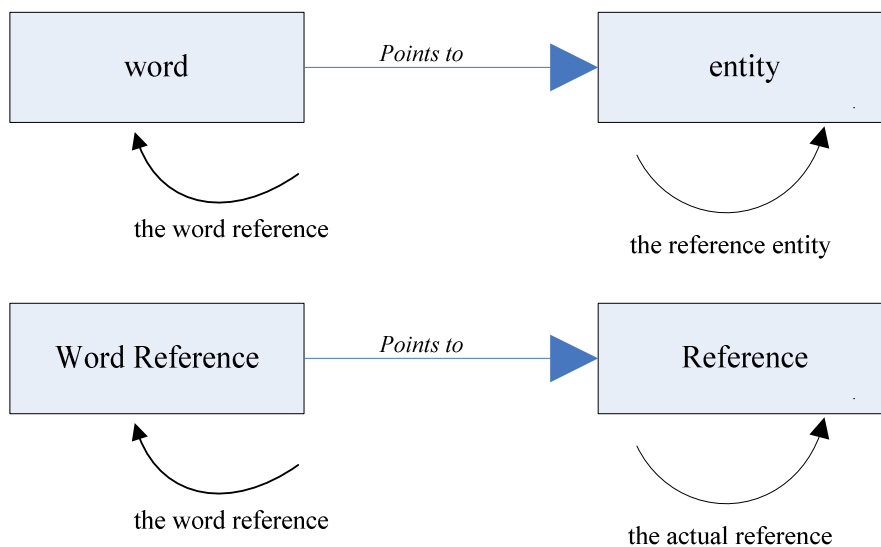 word
Points to
entity
the word reference
the reference entity
Word Reference
Points to
Reference
the word reference
the actual reference